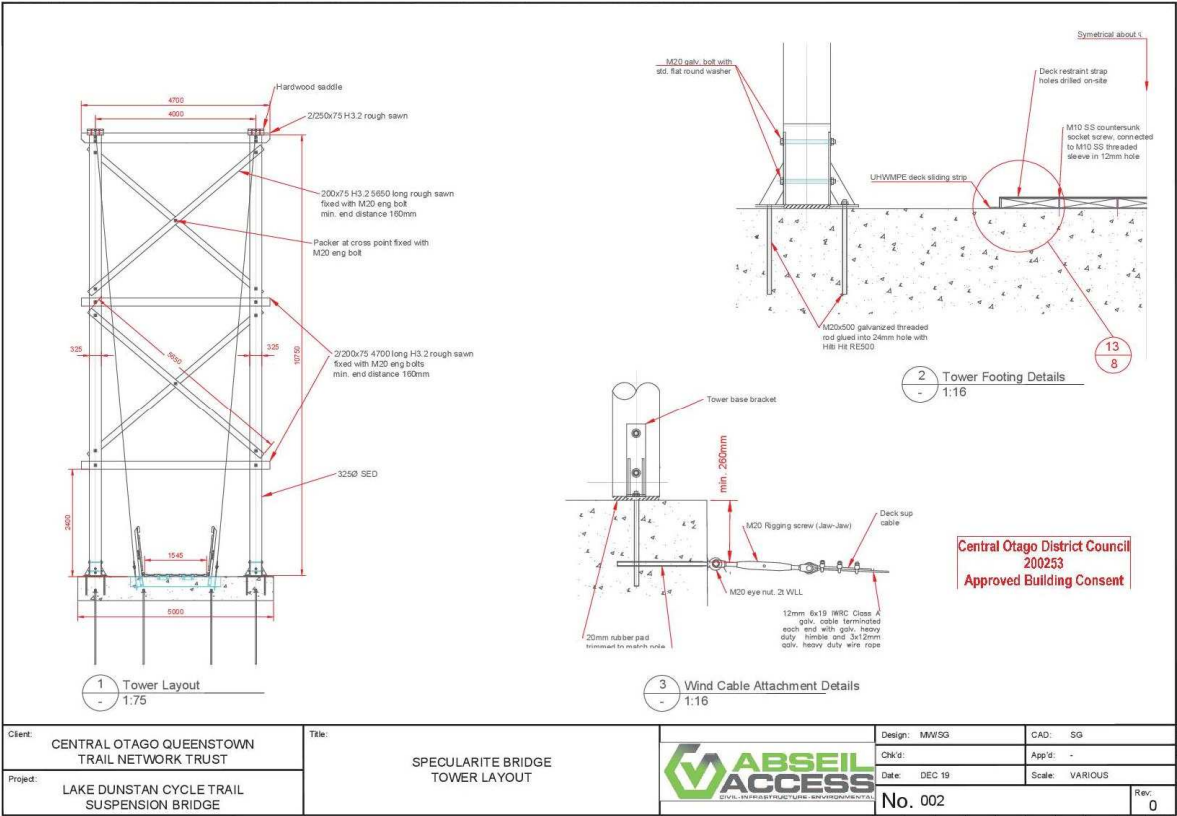 Hardwood saddle
4700
4000
2/250x75 H3.2 rough sawn
200x75 H3.2 5650 long rough sawn
fixed with M20 eng bolt
min. end distance 160mm
Packer at cross point fixed with
M20 eng bolt
325
5650
325
10750
2/200x75 4700 long H3.2 rough sawn
fixed with M20 eng bolts
min. end distance 160mm
325Ø SED
2400
1545
5000
1
-
Tower Layout
1:75
M20 galv. bolt with
std. flat round washer
Symetrical about
Deck restraint strap
holes drilled on-site
M10 SS countersunk
socket screw, connected
to M10 SS threaded
sleeve in 12mm hole
UHWMPE deck sliding strip
M20x500 galvanized threaded
rod glued into 24mm hole with
Hilti Hit RE500
13
8
2
-
Tower Footing Details
1:16
Tower base bracket
min. 260mm
M20 Rigging screw (Jaw-Jaw)
Deck sup
cable
M20 eye nut. 2t WLL
12mm 6x19 IWRC Class A
galv. cable terminated
each end with galv. heavy
duty himble and 3x12mm
galv. heavy duty wire rope
20mm rubber pad
trimmed to match pole
3
-
Wind Cable Attachment Details
1:16
Central Otago District Council
200253
Approved Building Consent
Client:
CENTRAL OTAGO QUEENSTOWN
TRAIL NETWORK TRUST
Project:
LAKE DUNSTAN CYCLE TRAIL
SUSPENSION BRIDGE
Title:
SPECULARITE BRIDGE
TOWER LAYOUT
ABSEIL
ACCESS
CIVIL-INFRASTRUCTURE-ENVIRONMENTAL
Design: MW/SG
CAD: SG
Chk'd:
App'd: -
Date: DEC 19
Scale: VARIOUS
No. 002
Rev:
0